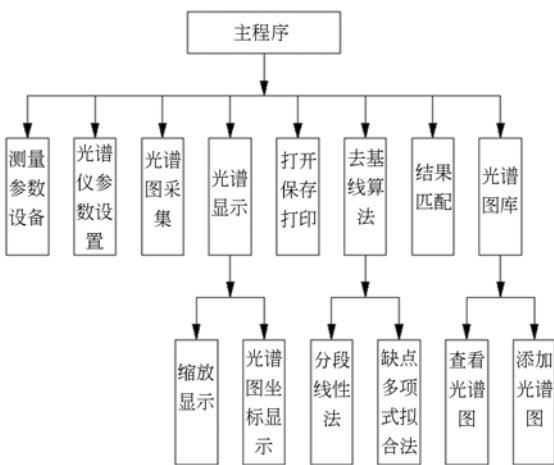 主程序
测量
参数
设备
光谱
仪参
数设
置
光谱
图采
集
光谱
显示
打开
保存
打印
去基
线算
法
结果
匹配
光谱
图库
缩放
显示
光谱
图坐
标显
示
分段
线性
法
缺点
多项
式拟
合法
查看
光谱
图
添加
光谱
图